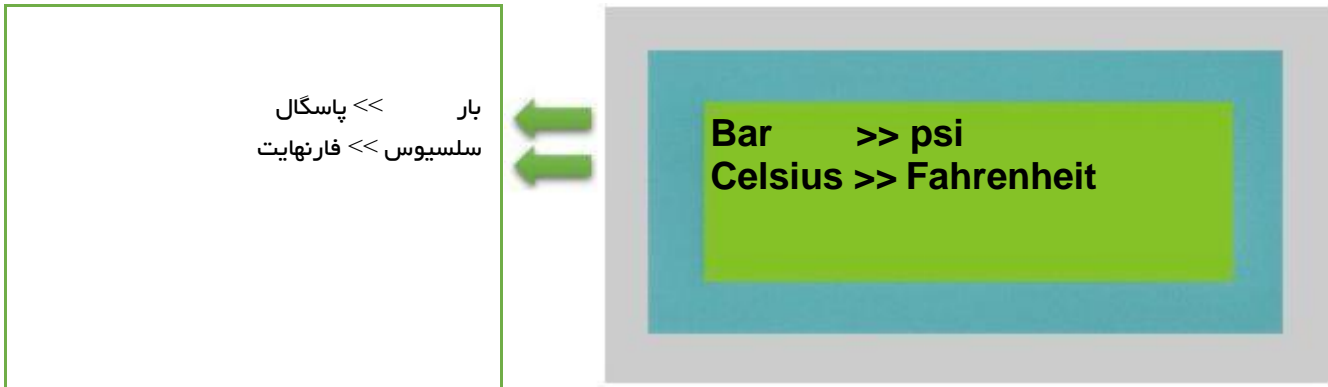 بار >> پاسگال
سلسیوس >> فارنهایت
Bar >> psi
Celsius >> Fahrenheit